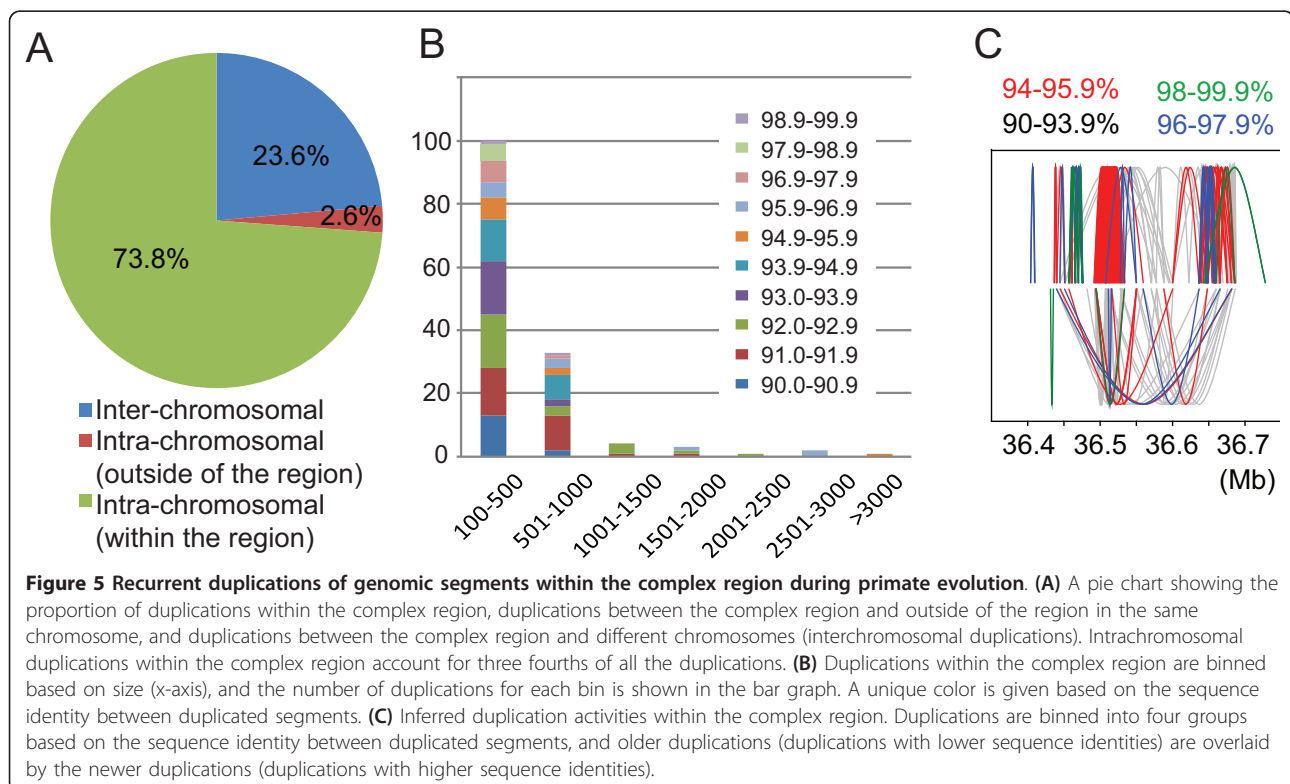 A
23.6%
2.6%
73.8%
Inter-chromosomal
Intra-chromosomal
(outside of the region)
Intra-chromosomal
(within the region)
B
100
80
60
40
20
0
98.9-99.9
97.9-98.9
96.9-97.9
95.9-96.9
94.9-95.9
93.9-94.9
93.0-93.9
92.0-92.9
91.0-91.9
90.0-90.9
100-500
501-1000
1001-1500
1501-2000
2001-2500
2501-3000
>3000
C
94-95.9% 98-99.9%
90-93.9% 96-97.9%
36.4 36.5 36.6 36.7
(Mb)
Figure 5 Recurrent duplications of genomic segments within the complex region during primate evolution. (A) A pie chart showing the
proportion of duplications within the complex region, duplications between the complex region and outside of the region in the same
chromosome, and duplications between the complex region and different chromosomes (interchromosomal duplications). Intrachromosomal
duplications within the complex region account for three fourths of all the duplications. (B) Duplications within the complex region are binned
based on size (x-axis), and the number of duplications for each bin is shown in the bar graph. A unique color is given based on the sequence
identity between duplicated segments. (C) Inferred duplication activities within the complex region. Duplications are binned into four groups
based on the sequence identity between duplicated segments, and older duplications (duplications with lower sequence identities) are overlaid
by the newer duplications (duplications with higher sequence identities).